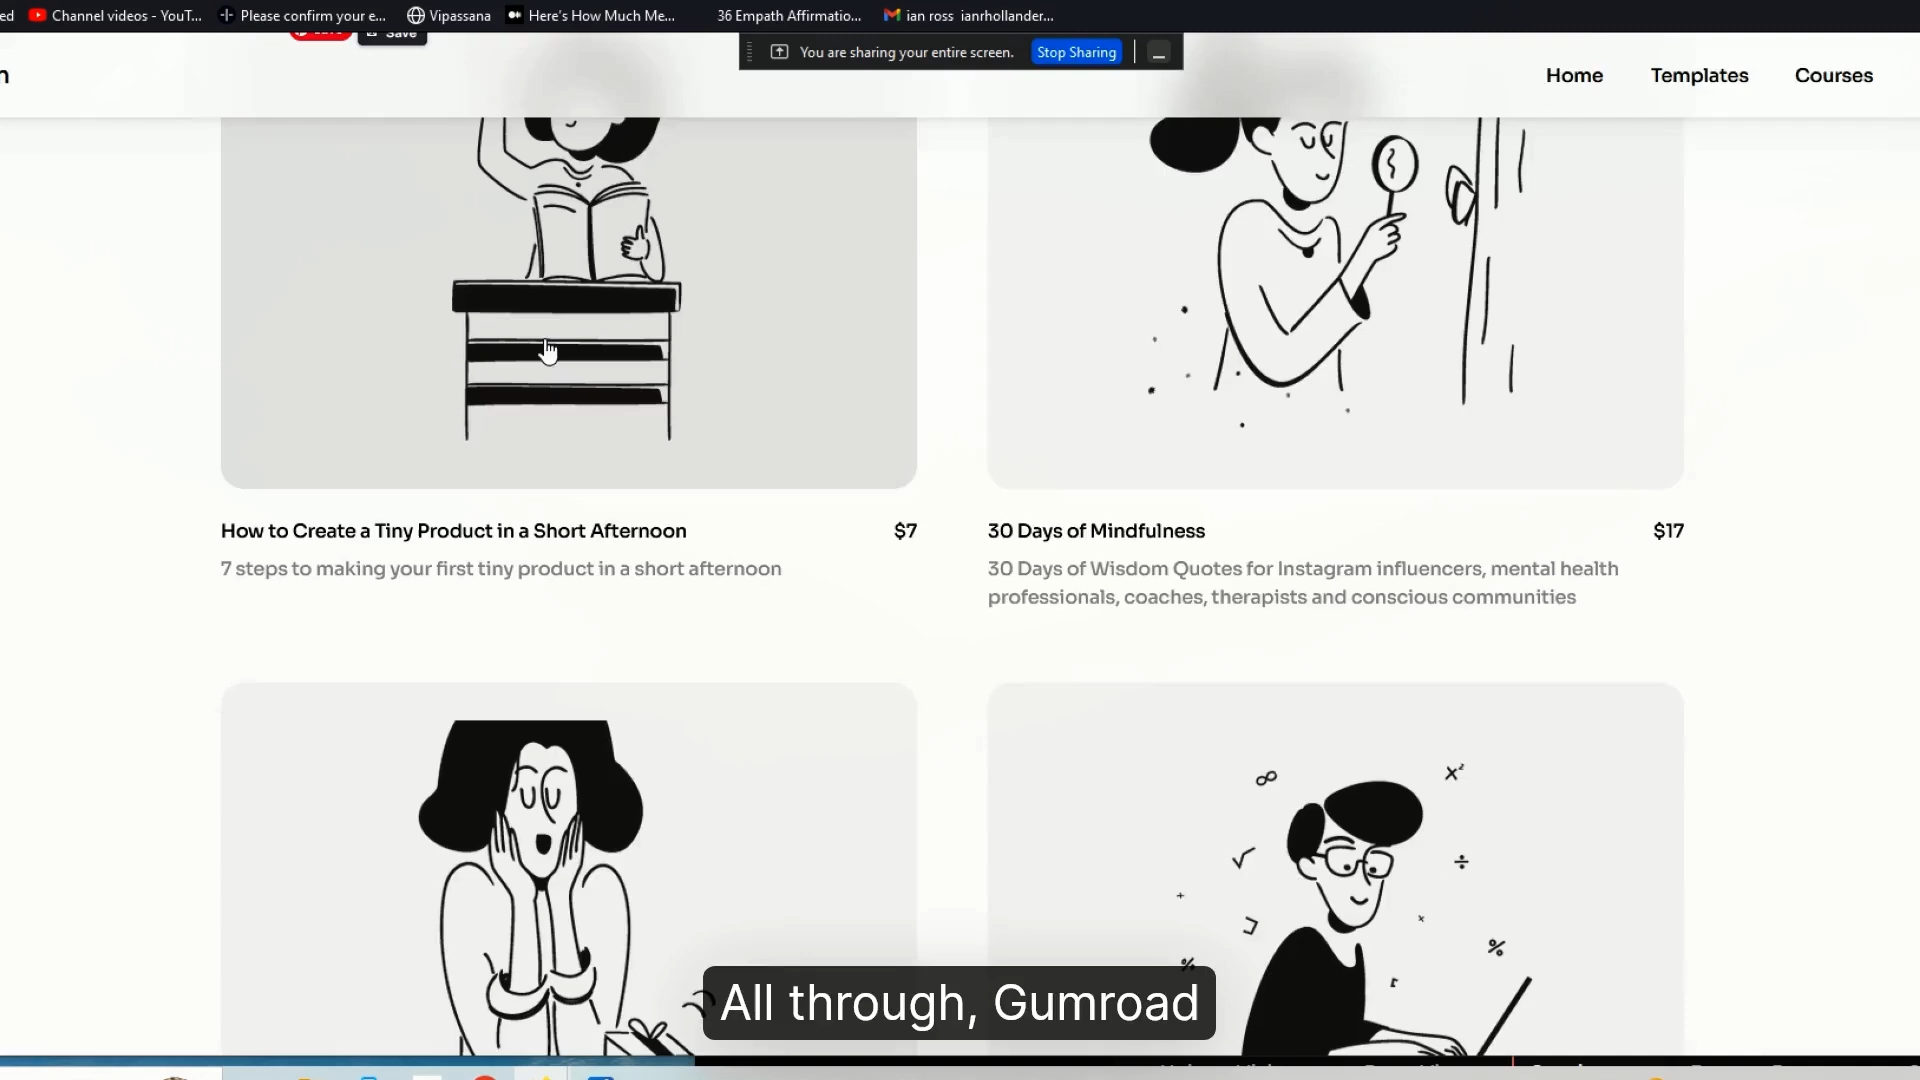 ed Channel videos - YouT... Please confirm your e... Vipassana Here's How Much Me... 36 Empath Affirmatio... ian ross ianrhollander...
Save
You are sharing your entire screen. Stop Sharing
n Home Templates Courses
How to Create a Tiny Product in a Short Afternoon $7
7 steps to making your first tiny product in a short afternoon
30 Days of Mindfulness $17
30 Days of Wisdom Quotes for Instagram influencers, mental health
professionals, coaches, therapists and conscious communities
∞ x²
√ ÷
+ ×
%
%
All through, Gumroad